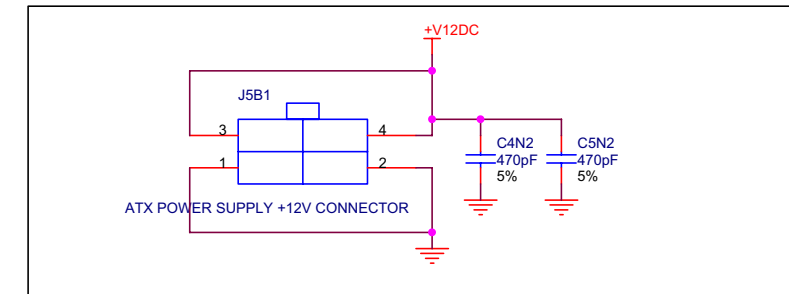 +V12DC
J5B1
3
4
1
2
C4N2
470pF
5%
C5N2
470pF
5%
ATX POWER SUPPLY +12V CONNECTOR